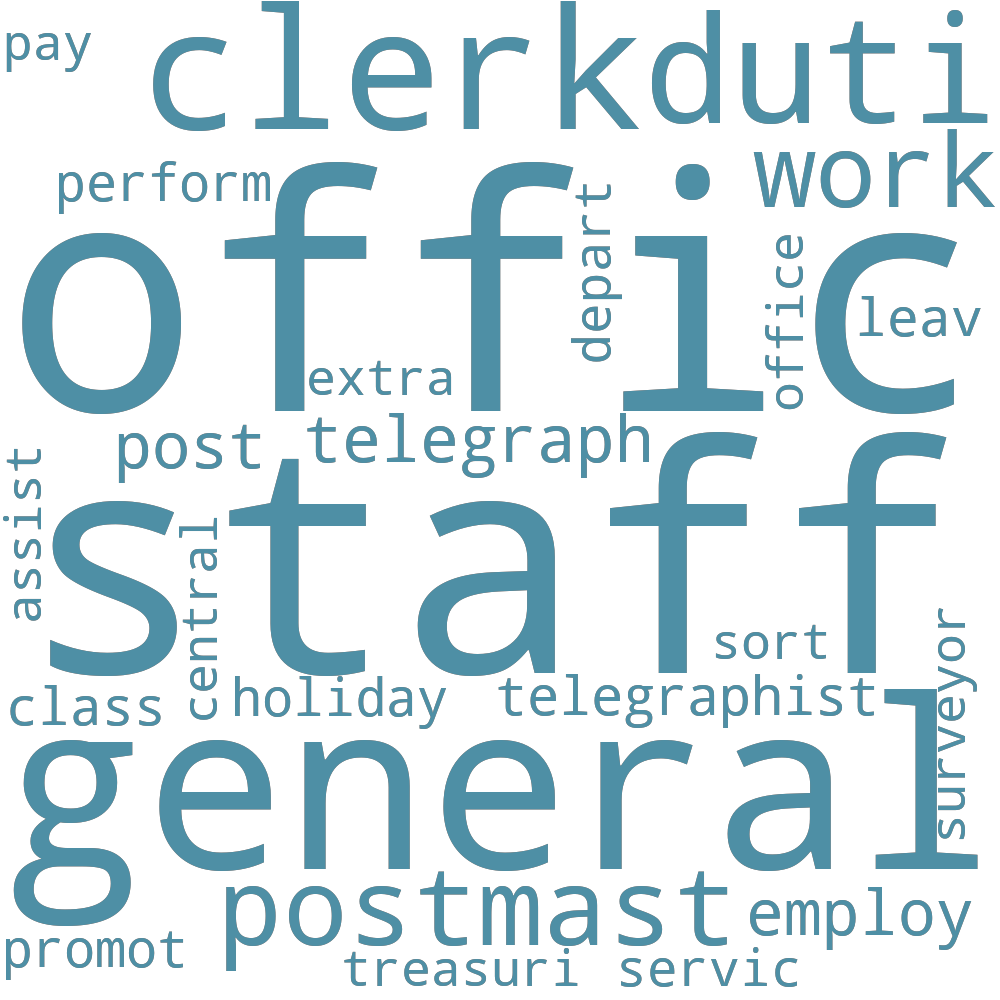 pay
clerk
duti
perform
work
offic
depart
office
leav
extra
post
telegraph
assist
staff
central
sort
class
holiday
telegraphist
surveyor
general
postmast
employ
promot
treasuri
servic